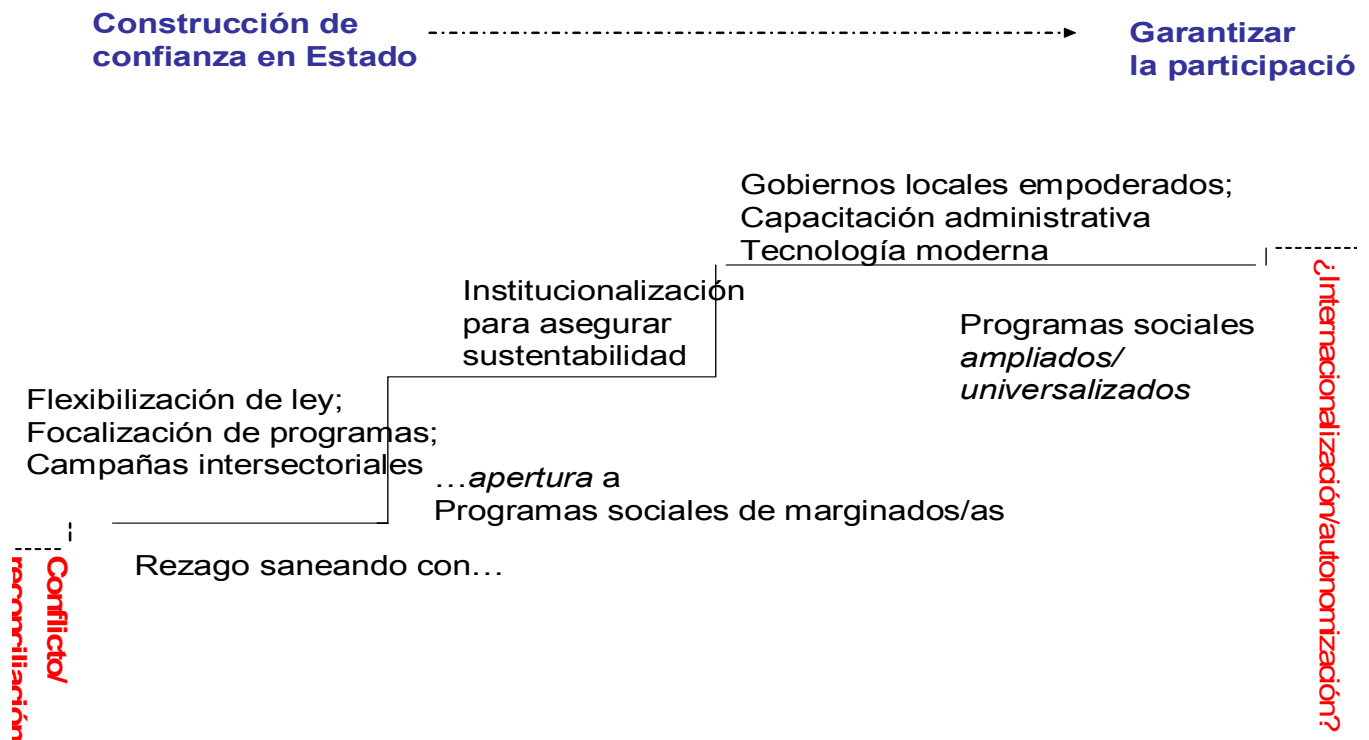 Construcción de
confianza en Estado
Garantizar
la participació
Gobiernos locales empoderados;
Capacitación administrativa
Tecnología moderna
Institucionalización
para asegurar
sustentabilidad
Programas sociales
ampliados/
universalizados
Flexibilización de ley;
Focalización de programas;
Campañas intersectoriales
…apertura a
Programas sociales de marginados/as
Rezago saneando con…
Conflicto/
reconciliación
¿Internacionalización/autonomización?